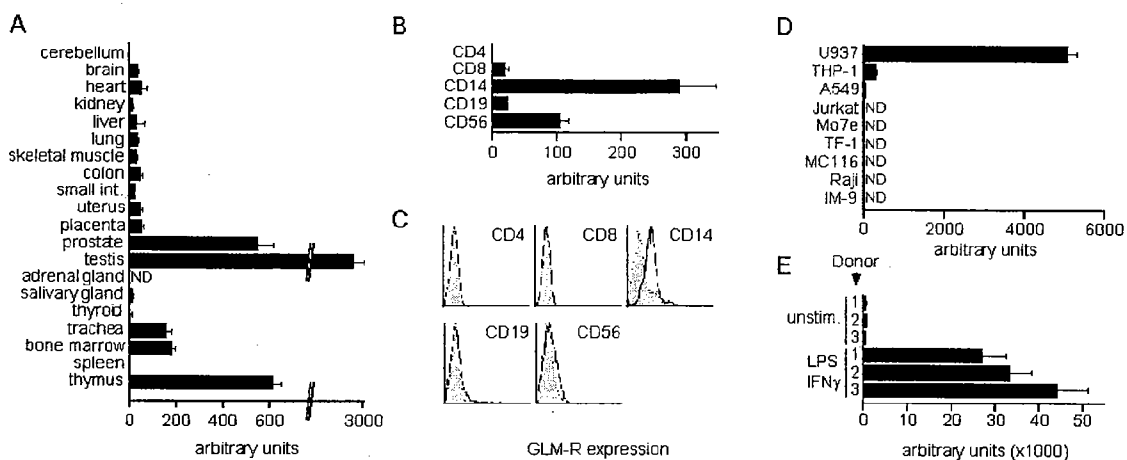 A
cerebellum
brain
heart
kidney
liver
lung
skeletal muscle
colon
small int.
uterus
placenta
prostate
testis
adrenal gland ND
salivary gland
thyroid
trachea
bone marrow
spleen
thymus
0 200 400 600 3000
arbitrary units
B
CD4
CD8
CD14
CD19
CD56
0 100 200 300
arbitrary units
C
CD4 CD8 CD14
CD19 CD56
GLM-R expression
D
U937
THP-1
A549
Jurkat ND
Mo7e ND
TF-1 ND
MC116 ND
Raji ND
IM-9 ND
0 2000 4000 6000
arbitrary units
E
Donor
unstim.
1
2
3
LPS
IFNγ
1
2
3
0 10 20 30 40 50
arbitrary units (x1000)